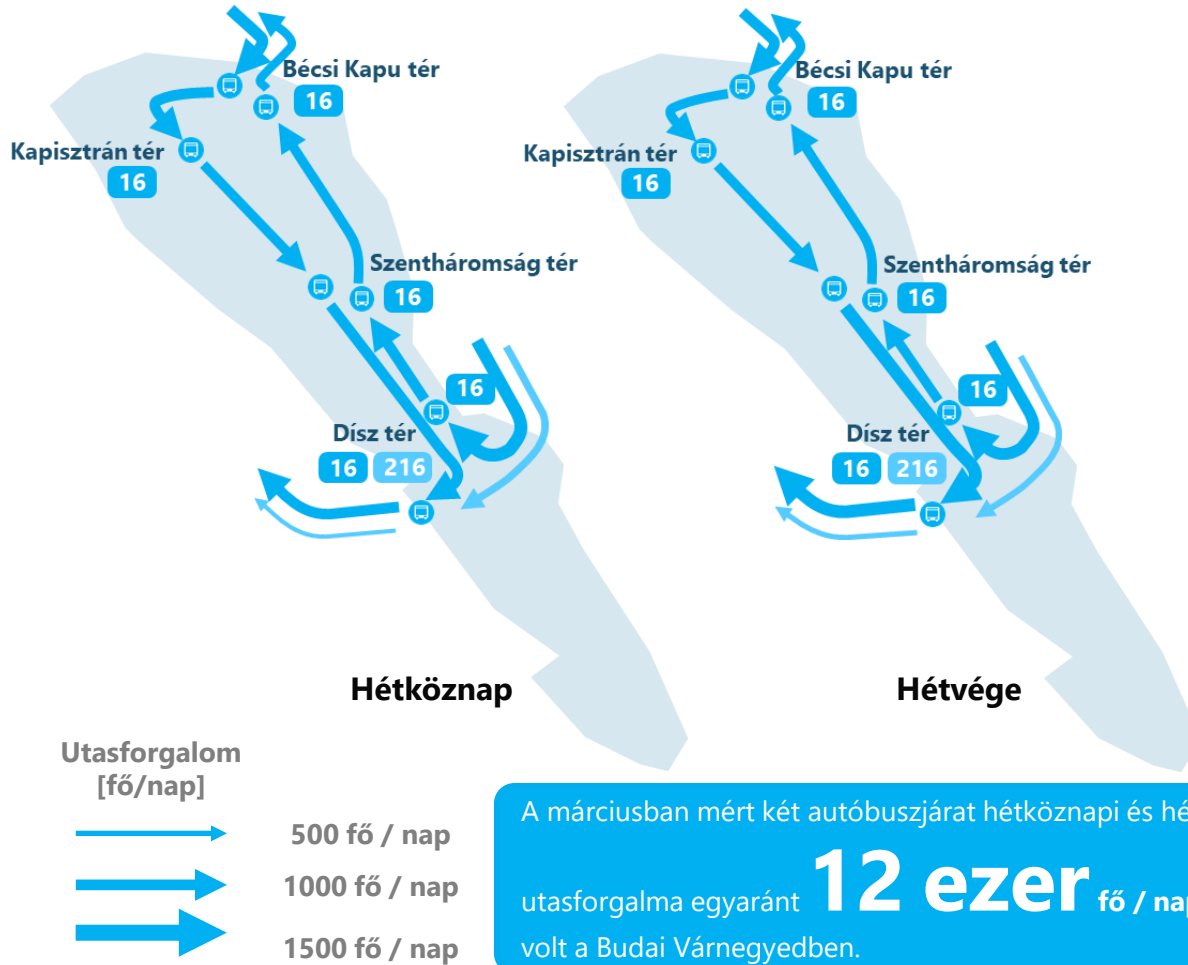 Bécsi Kapu tér
16
Kapisztrán tér
16
Szentháromság tér
16
16
Dísz tér
16 216
Hétköznap
Bécsi Kapu tér
16
Kapisztrán tér
16
Szentháromság tér
16
16
Dísz tér
16 216
Hétvége
Utasforgalom
[fő/nap]
500 fő / nap
1000 fő / nap
1500 fő / nap
A márciusban mért két autóbuszjárat hétköznapi és hé
utasforgalma egyaránt 12 ezer fő / nap
volt a Budai Várnegyedben.